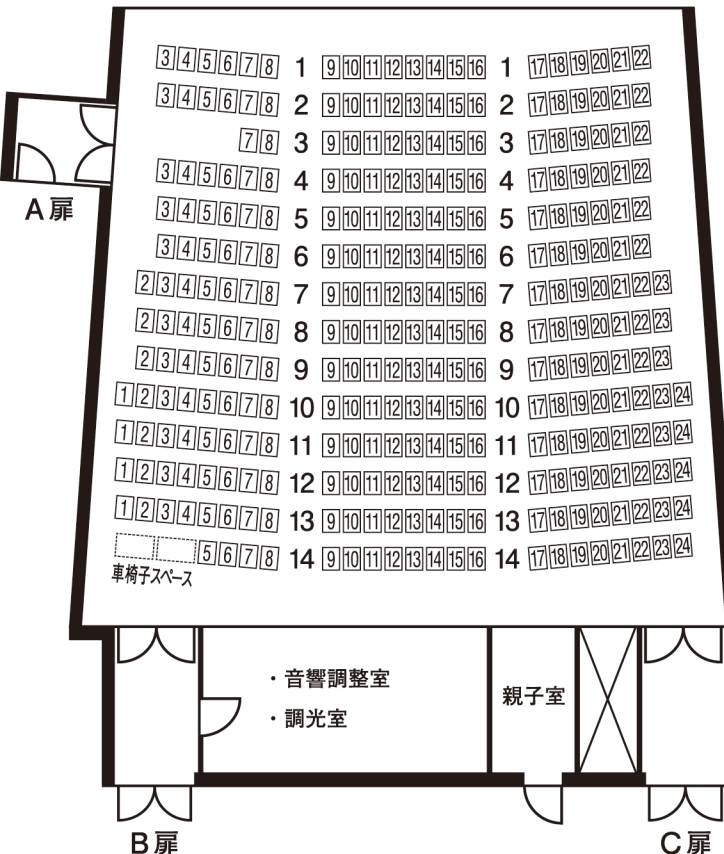 3 4 5 6 7 8 1 9 10 11 12 13 14 15 16 1 17 18 19 20 21 22
3 4 5 6 7 8 2 9 10 11 12 13 14 15 16 2 17 18 19 20 21 22
7 8 3 9 10 11 12 13 14 15 16 3 17 18 19 20 21 22
3 4 5 6 7 8 4 9 10 11 12 13 14 15 16 4 17 18 19 20 21 22
A扉
3 4 5 6 7 8 5 9 10 11 12 13 14 15 16 5 17 18 19 20 21 22
3 4 5 6 7 8 6 9 10 11 12 13 14 15 16 6 17 18 19 20 21 22
2 3 4 5 6 7 8 7 9 10 11 12 13 14 15 16 7 17 18 19 20 21 22 23
2 3 4 5 6 7 8 8 9 10 11 12 13 14 15 16 8 17 18 19 20 21 22 23
2 3 4 5 6 7 8 9 9 10 11 12 13 14 15 16 9 17 18 19 20 21 22 23
1 2 3 4 5 6 7 8 10 9 10 11 12 13 14 15 16 10 17 18 19 20 21 22 23 24
1 2 3 4 5 6 7 8 11 9 10 11 12 13 14 15 16 11 17 18 19 20 21 22 23 24
1 2 3 4 5 6 7 8 12 9 10 11 12 13 14 15 16 12 17 18 19 20 21 22 23 24
1 2 3 4 5 6 7 8 13 9 10 11 12 13 14 15 16 13 17 18 19 20 21 22 23 24
5 6 7 8 14 9 10 11 12 13 14 15 16 14 17 18 19 20 21 22 23 24
車椅子スペース
・音響調整室
・調光室
親子室
B扉
C扉